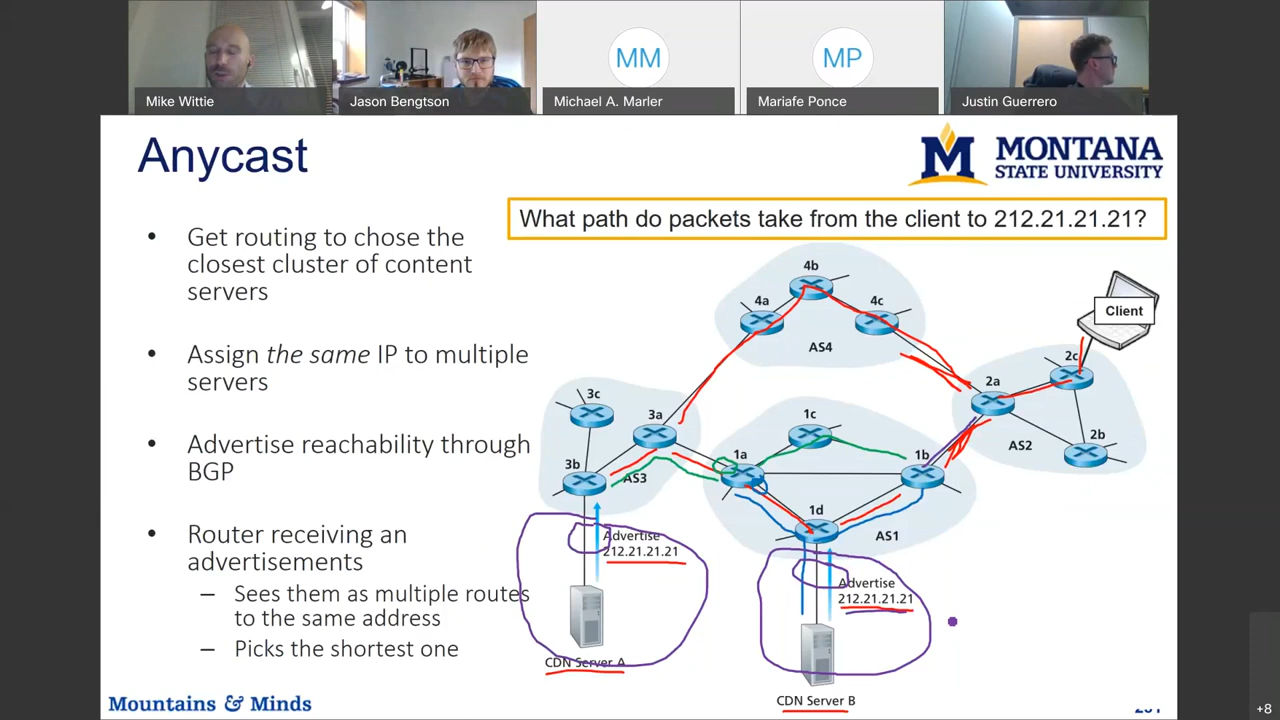 MM
MP
Mike Wittie
Jason Bengtson
Michael A. Marler
Mariafe Ponce
Justin Guerrero
Anycast
M MONTANA
STATE UNIVERSITY
What path do packets take from the client to 212.21.21.21?
• Get routing to chose the
closest cluster of content
servers
• Assign the same IP to multiple
servers
• Advertise reachability through
BGP
• Router receiving an
advertisements
– Sees them as multiple routes
to the same address
– Picks the shortest one
4b
4a
4c
AS4
Client
2c
2a
AS2
2b
3c
3a
3b
AS3
1c
1a
1b
1d
AS1
Advertise
212.21.21.21
Advertise
212.21.21.21
CDN Server A
CDN Server B
Mountains & Minds
+8